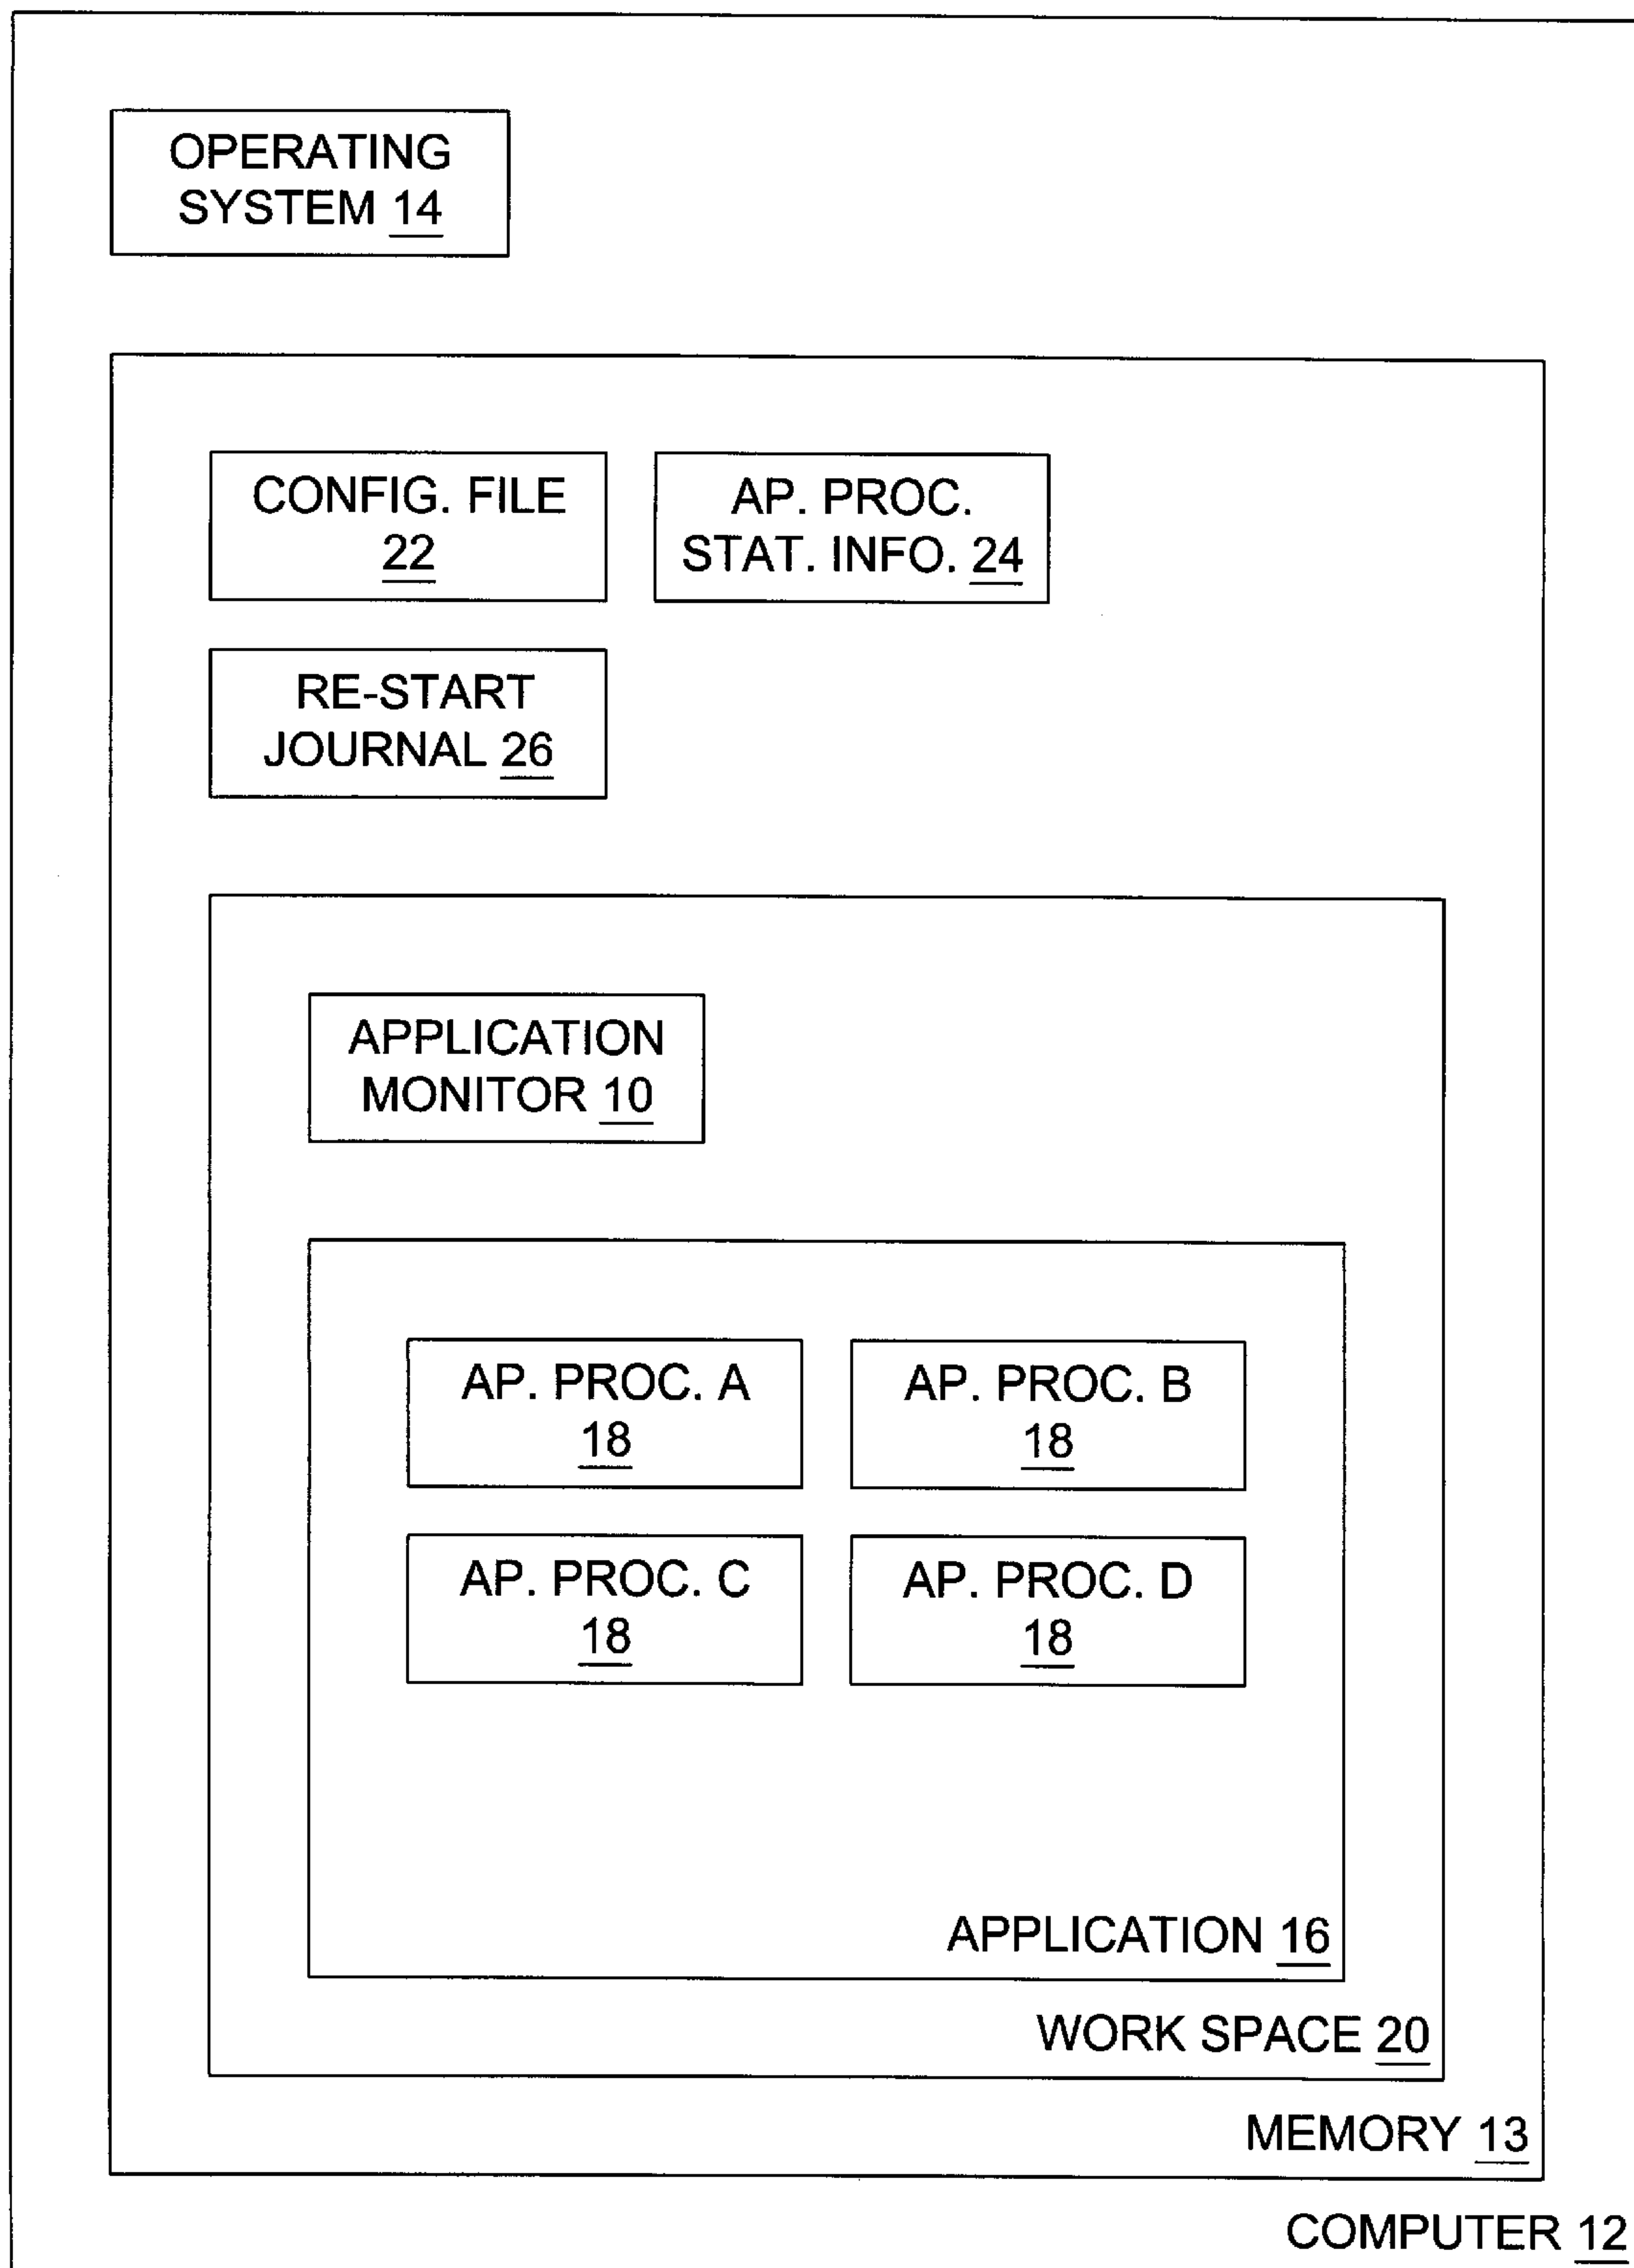 OPERATING
SYSTEM 14
CONFIG. FILE
22
AP. PROC.
STAT. INFO. 24
RE-START
JOURNAL 26
APPLICATION
MONITOR 10
AP. PROC. A
18
AP. PROC. B
18
AP. PROC. C
18
AP. PROC. D
18
APPLICATION 16
WORK SPACE 20
MEMORY 13
COMPUTER 12